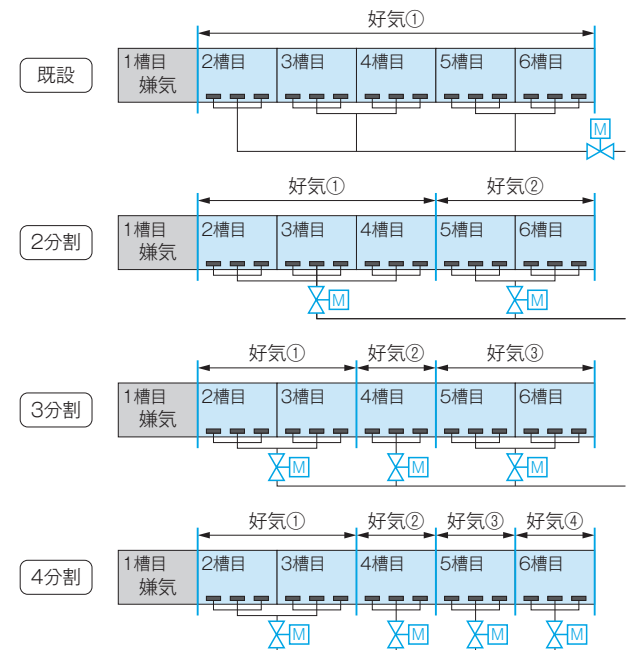 好気①
既設
1槽目 2槽目 3槽目 4槽目 5槽目 6槽目
嫌気
M
好気① 好気②
2分割
1槽目 2槽目 3槽目 4槽目 5槽目 6槽目
嫌気
M M
好気① 好気② 好気③
3分割
1槽目 2槽目 3槽目 4槽目 5槽目 6槽目
嫌気
M M M
好気① 好気② 好気③ 好気④
4分割
1槽目 2槽目 3槽目 4槽目 5槽目 6槽目
嫌気
M M M M